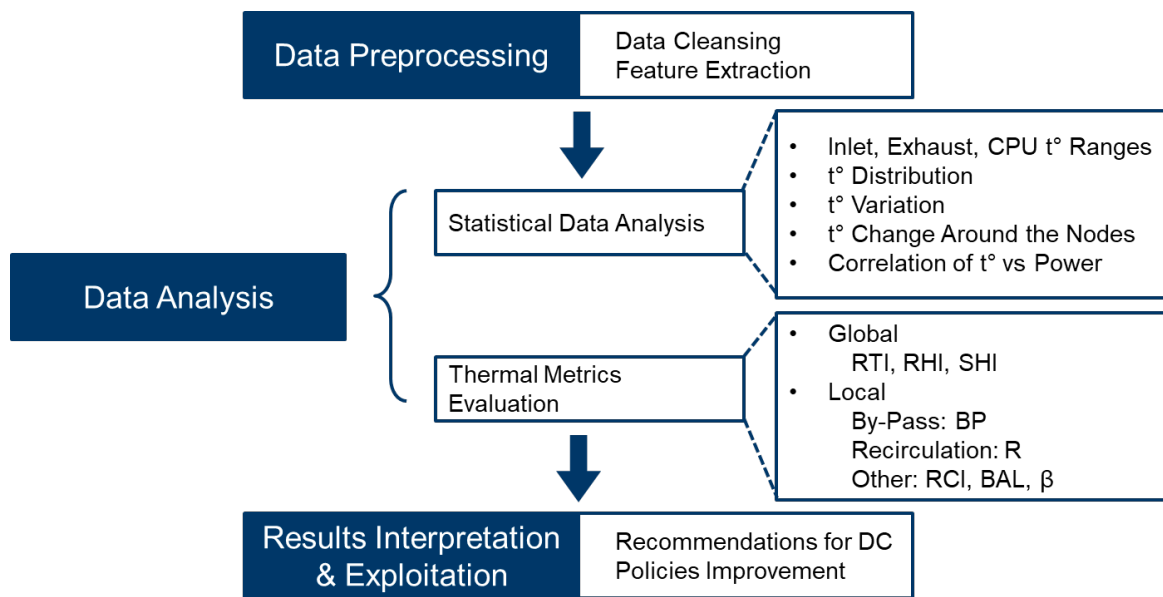 Data Preprocessing
Data Cleansing
Feature Extraction
Data Analysis
Statistical Data Analysis
• Inlet, Exhaust, CPU t° Ranges
• t° Distribution
• t° Variation
• t° Change Around the Nodes
• Correlation of t° vs Power
Thermal Metrics
Evaluation
• Global
RTI, RHI, SHI
• Local
By-Pass: BP
Recirculation: R
Other: RCI, BAL, β
Results Interpretation
& Exploitation
Recommendations for DC
Policies Improvement